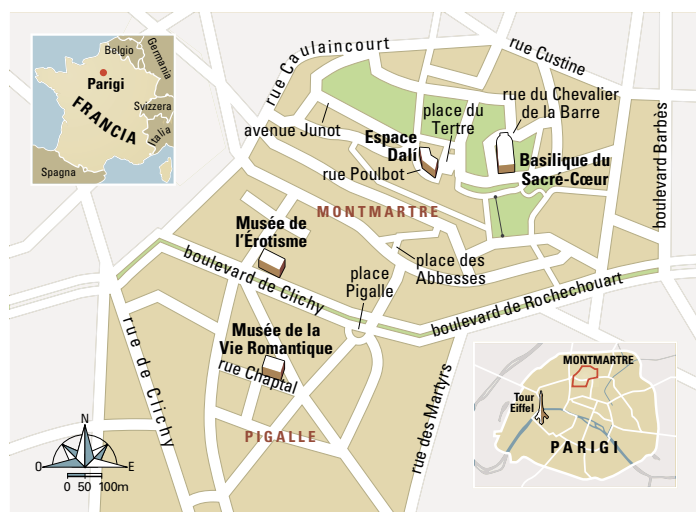 Belgio
Germania
Parigi
FRANCIA
Svizzera
Italia
Spagna
rue Caulaincourt
rue Custine
rue du Chevalier
de la Barre
avenue Junot
place du
Tertre
Espace
Dalí
rue Poulbot
Basilique du
Sacré-Cœur
boulevard Barbès
MONTMARTRE
Musée de
l'Érotisme
boulevard de Clichy
place des
Abbesses
place
Pigalle
boulevard de Rochechouart
Musée de la
Vie Romantique
rue Chaptal
rue de Clichy
PIGALLE
rue des Martyrs
MONTMARTRE
Tour
Eiffel
PARIGI
N
O
E
0 50 100m